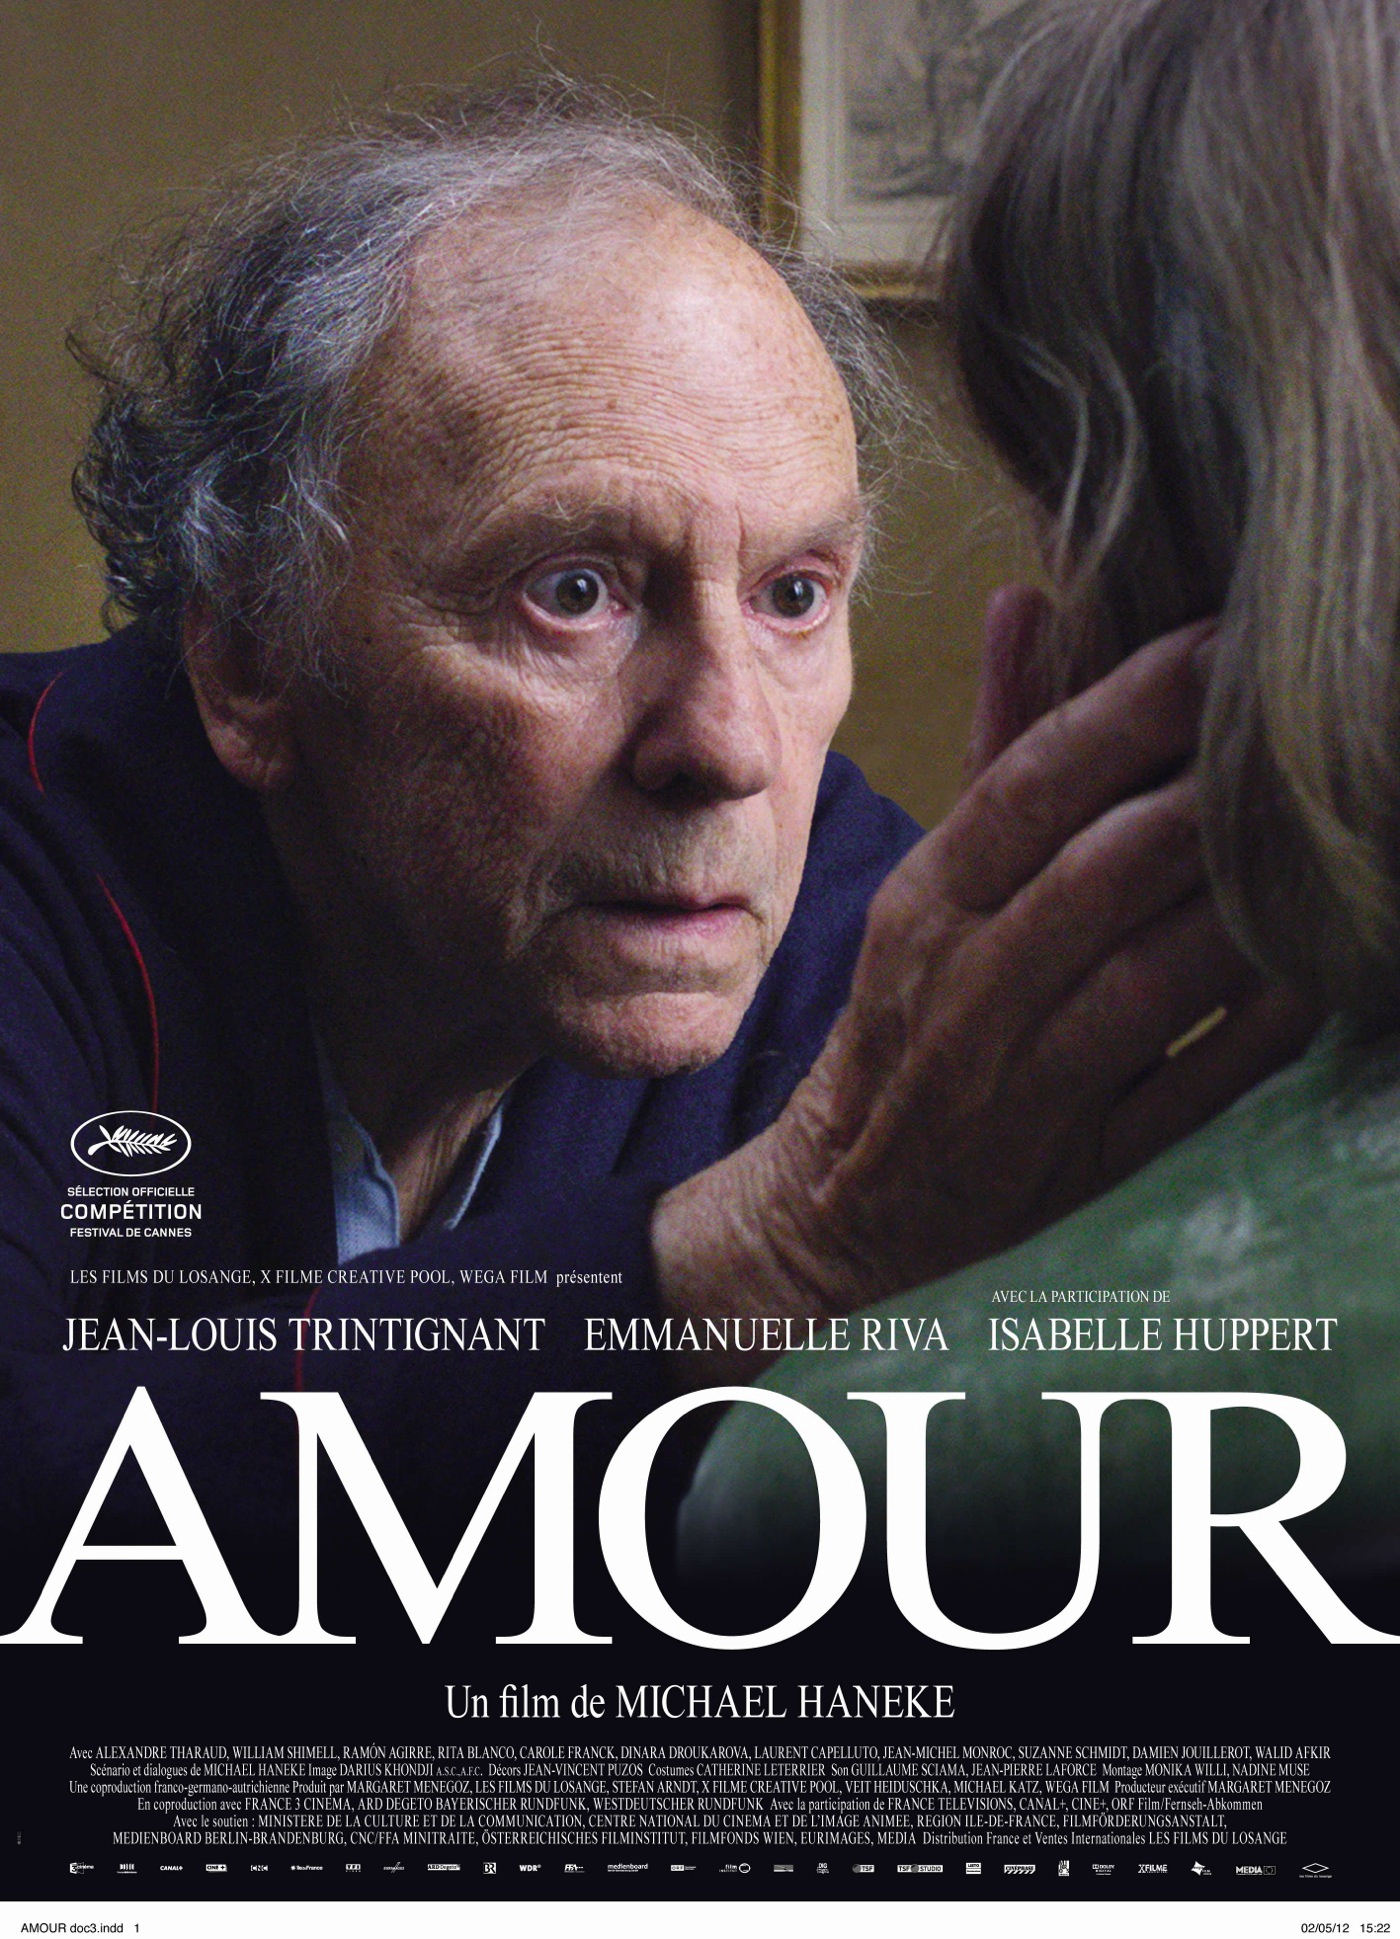 SÉLECTION OFFICIELLE
COMPÉTITION
FESTIVAL DE CANNES
LES FILMS DU LOSANGE, X FILME CREATIVE POOL, WEGA FILM présentent
AVEC LA PARTICIPATION DE
JEAN-LOUIS TRINTIGNANT EMMANUELLE RIVA ISABELLE HUPPERT
AMOUR
Un film de MICHAEL HANEKE
Avec ALEXANDRE THARAUD, WILLIAM SHIMELL, RAMÓN AGIRRE, RITA BLANCO, CAROLE FRANCK, DINARA DROUKAROVA, LAURENT CAPELLUTO, JEAN-MICHEL MONROC, SUZANNE SCHMIDT, DAMIEN JOUILLEROT, WALID AFKIR
Scénario et dialogues de MICHAEL HANEKE Image DARIUS KHONDJI A.S.C., A.F.C. Décors JEAN-VINCENT PUZOS Costumes CATHERINE LETERRIER Son GUILLAUME SCIAMA, JEAN-PIERRE LAFORCE Montage MONIKA WILLI, NADINE MUSE
Une coproduction franco-germano-autrichienne Produit par MARGARET MENEGOZ, LES FILMS DU LOSANGE, STEFAN ARNDT, X FILME CREATIVE POOL, VEIT HEIDUSCHKA, MICHAEL KATZ, WEGA FILM Producteur exécutif MARGARET MENEGOZ
En coproduction avec FRANCE 3 CINÉMA, ARD DEGETO BAYERISCHER RUNDFUNK, WESTDEUTSCHER RUNDFUNK Avec la participation de FRANCE TELEVISIONS, CANAL+, CINE+, ORF Film/Fernseh-Abkommen
Avec le soutien : MINISTERE DE LA CULTURE ET DE LA COMMUNICATION, CENTRE NATIONAL DU CINEMA ET DE L'IMAGE ANIMEE, REGION ILE-DE-FRANCE, FILMFÖRDERUNGSANSTALT,
MEDIENBOARD BERLIN-BRANDENBURG, CNC/FFA MINITRAITE, ÖSTERREICHISCHES FILMINSTITUT, FILMFONDS WIEN, EURIMAGES, MEDIA Distribution France et Ventes Internationales LES FILMS DU LOSANGE
CANAL+ CINE+ CNC îledeFrance WDR medienboard TSF TSF STUDIO DOLBY XFILME MEDIA
AMOUR doc3.indd 1 02/05/12 15:22